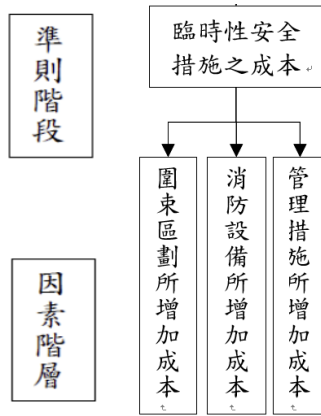 準則階段
臨時性安全
措施之成本
圍束區劃所增加成本
消防設備所增加成本
管理措施所增加成本
因素階層